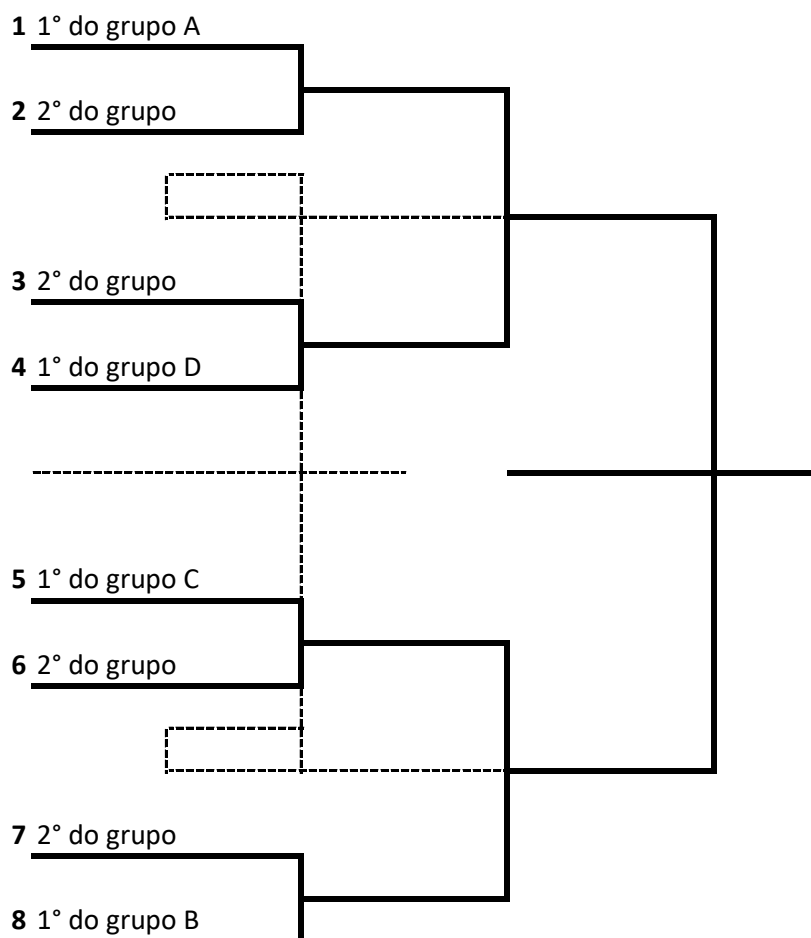 1 1° do grupo A
2 2° do grupo
3 2° do grupo
4 1° do grupo D
5 1° do grupo C
6 2° do grupo
7 2° do grupo
8 1° do grupo B